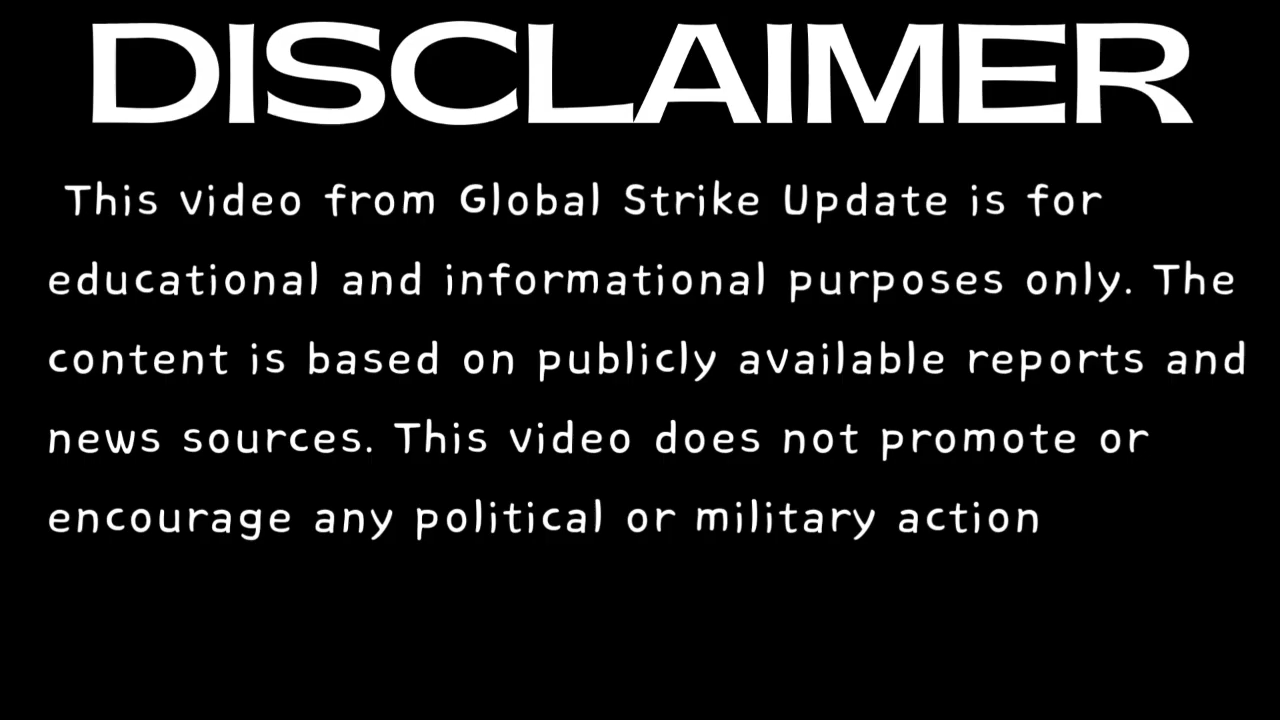 DISCLAIMER
This video from Global Strike Update is for
educational and informational purposes only. The
content is based on publicly available reports and
news sources. This video does not promote or
encourage any political or military action